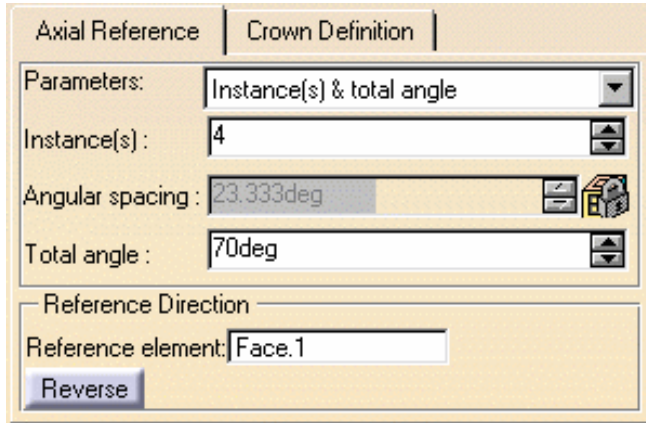 Axial Reference Crown Definition
Parameters: Instance(s) & total angle
Instance(s) : 4
Angular spacing : 23.333deg
Total angle : 70deg
Reference Direction
Reference element: Face.1
Reverse